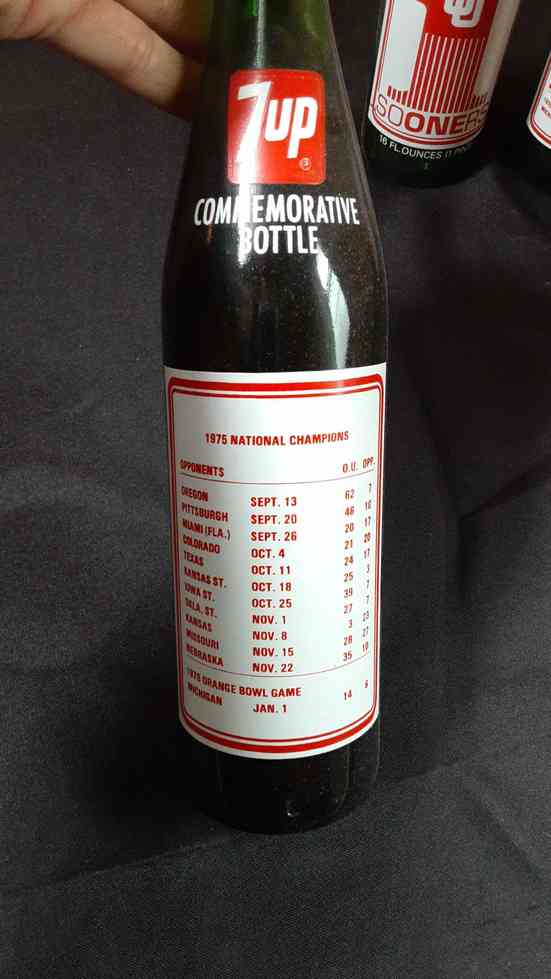 7up
®
COMMEMORATIVE
BOTTLE
1975 NATIONAL CHAMPIONS
OPPONENTS O.U. OPP.
OREGON SEPT. 13 62 7
PITTSBURGH SEPT. 20 46 10
MIAMI (FLA.) SEPT. 26 20 17
COLORADO OCT. 4 21 20
TEXAS OCT. 11 24 17
KANSAS ST. OCT. 18 25 3
IOWA ST. OCT. 25 39 7
OKLA. ST. NOV. 1 27 7
KANSAS NOV. 8 3 23
MISSOURI NOV. 15 28 27
NEBRASKA NOV. 22 35 10
1976 ORANGE BOWL GAME
MICHIGAN JAN. 1 14 6
OU
SOONERS
16 FL.OUNCES (1 PINT